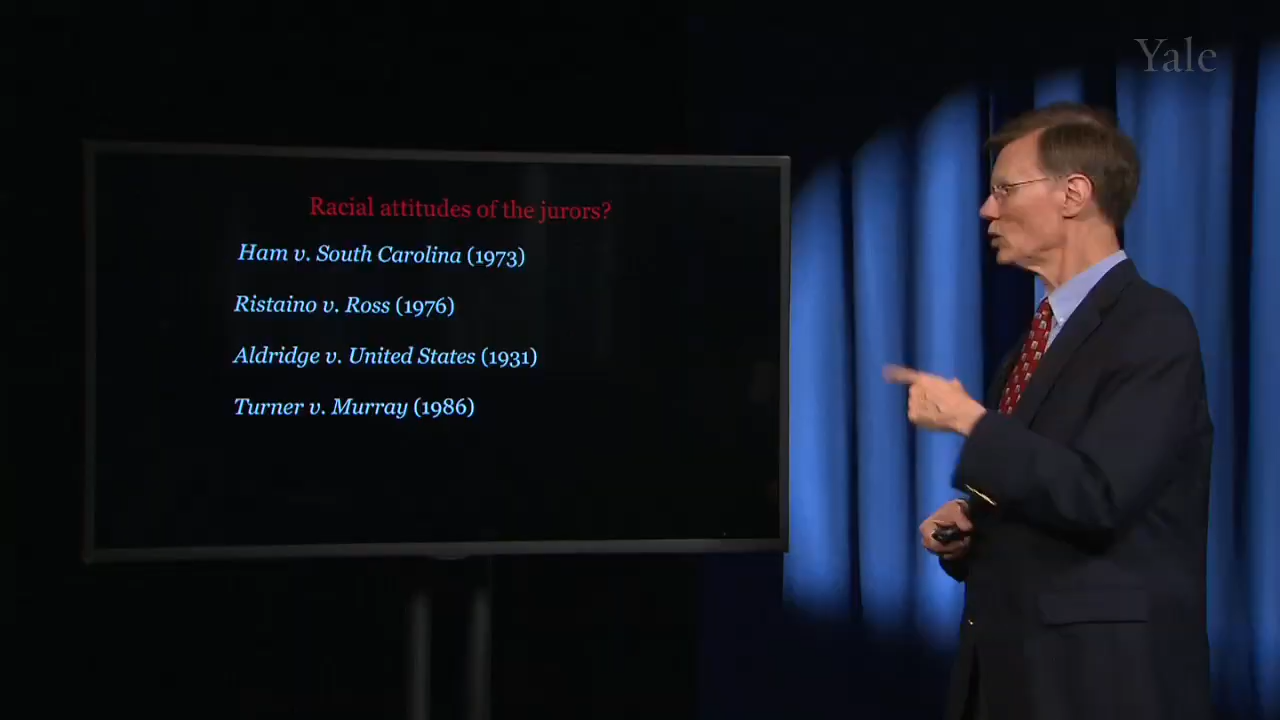 Yale
Racial attitudes of the jurors?
Ham v. South Carolina (1973)
Ristaino v. Ross (1976)
Aldridge v. United States (1931)
Turner v. Murray (1986)